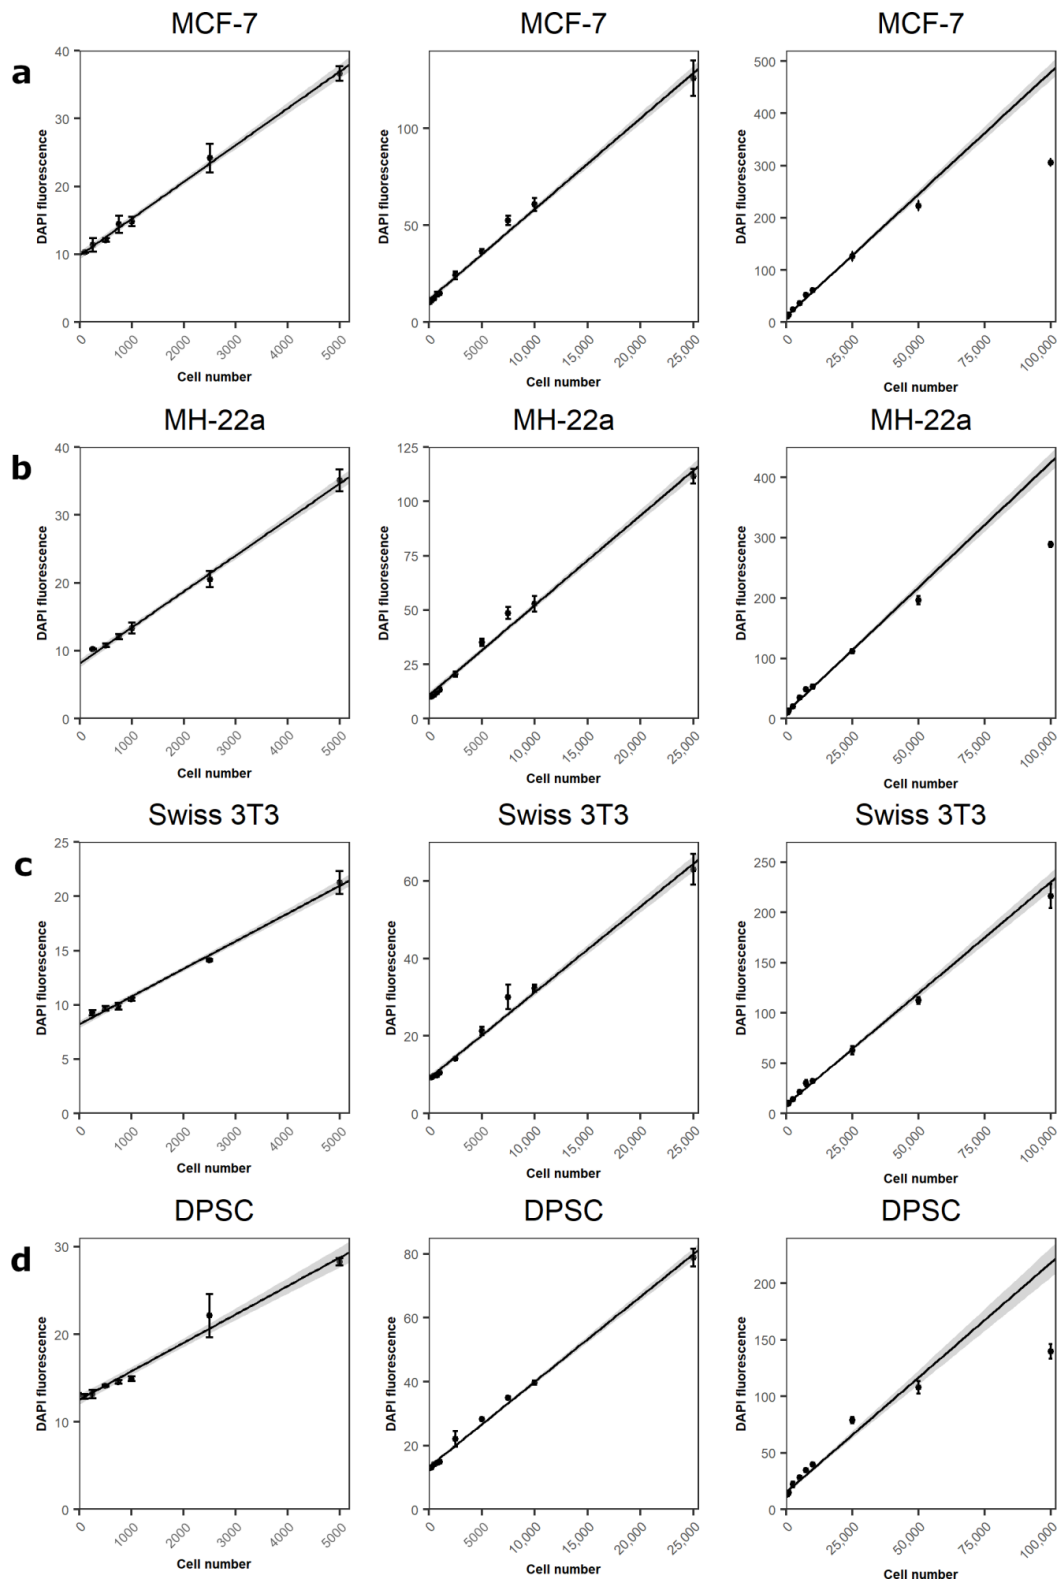 MCF-7 MCF-7 MCF-7
a
DAPI fluorescence
40
30
20
10
0
0 1000 2000 3000 4000 5000
Cell number
DAPI fluorescence
100
50
0
0 5000 10,000 15,000 20,000 25,000
Cell number
DAPI fluorescence
500
400
300
200
100
0
0 25,000 50,000 75,000 100,000
Cell number
MH-22a MH-22a MH-22a
b
DAPI fluorescence
40
30
20
10
0
0 1000 2000 3000 4000 5000
Cell number
DAPI fluorescence
125
100
75
50
25
0
0 5000 10,000 15,000 20,000 25,000
Cell number
DAPI fluorescence
400
300
200
100
0
0 25,000 50,000 75,000 100,000
Cell number
Swiss 3T3 Swiss 3T3 Swiss 3T3
c
DAPI fluorescence
25
20
15
10
5
0
0 1000 2000 3000 4000 5000
Cell number
DAPI fluorescence
60
40
20
0
0 5000 10,000 15,000 20,000 25,000
Cell number
DAPI fluorescence
250
200
150
100
50
0
0 25,000 50,000 75,000 100,000
Cell number
DPSC DPSC DPSC
d
DAPI fluorescence
30
20
10
0
0 1000 2000 3000 4000 5000
Cell number
DAPI fluorescence
80
60
40
20
0
0 5000 10,000 15,000 20,000 25,000
Cell number
DAPI fluorescence
200
150
100
50
0
0 25,000 50,000 75,000 100,000
Cell number